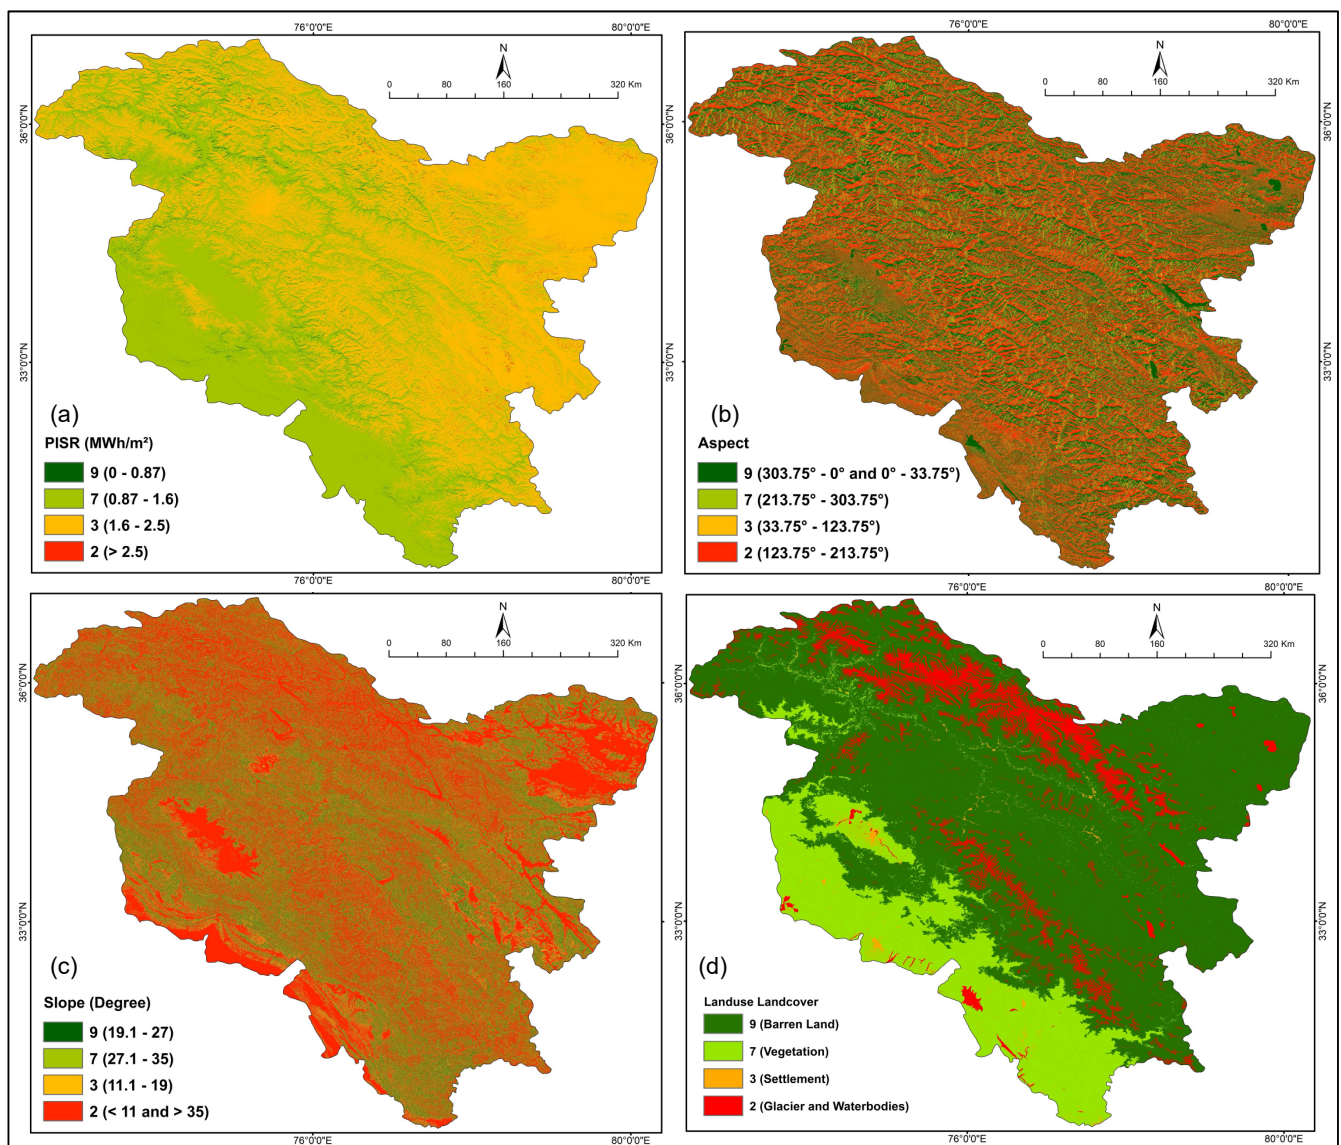 76°0'0"E 80°0'0"E
N
0 80 160 320 Km
36°0'0"N
33°0'0"N
(a)
PISR (MWh/m²)
9 (0 - 0.87)
7 (0.87 - 1.6)
3 (1.6 - 2.5)
2 (> 2.5)
76°0'0"E 80°0'0"E
76°0'0"E 80°0'0"E
N
0 80 160 320 Km
36°0'0"N
33°0'0"N
(b)
Aspect
9 (303.75° - 0° and 0° - 33.75°)
7 (213.75° - 303.75°)
3 (33.75° - 123.75°)
2 (123.75° - 213.75°)
76°0'0"E 80°0'0"E
N
0 80 160 320 Km
36°0'0"N
33°0'0"N
(c)
Slope (Degree)
9 (19.1 - 27)
7 (27.1 - 35)
3 (11.1 - 19)
2 (< 11 and > 35)
76°0'0"E 80°0'0"E
N
0 80 160 320 Km
36°0'0"N
33°0'0"N
(d)
Landuse Landcover
9 (Barren Land)
7 (Vegetation)
3 (Settlement)
2 (Glacier and Waterbodies)
76°0'0"E 80°0'0"E